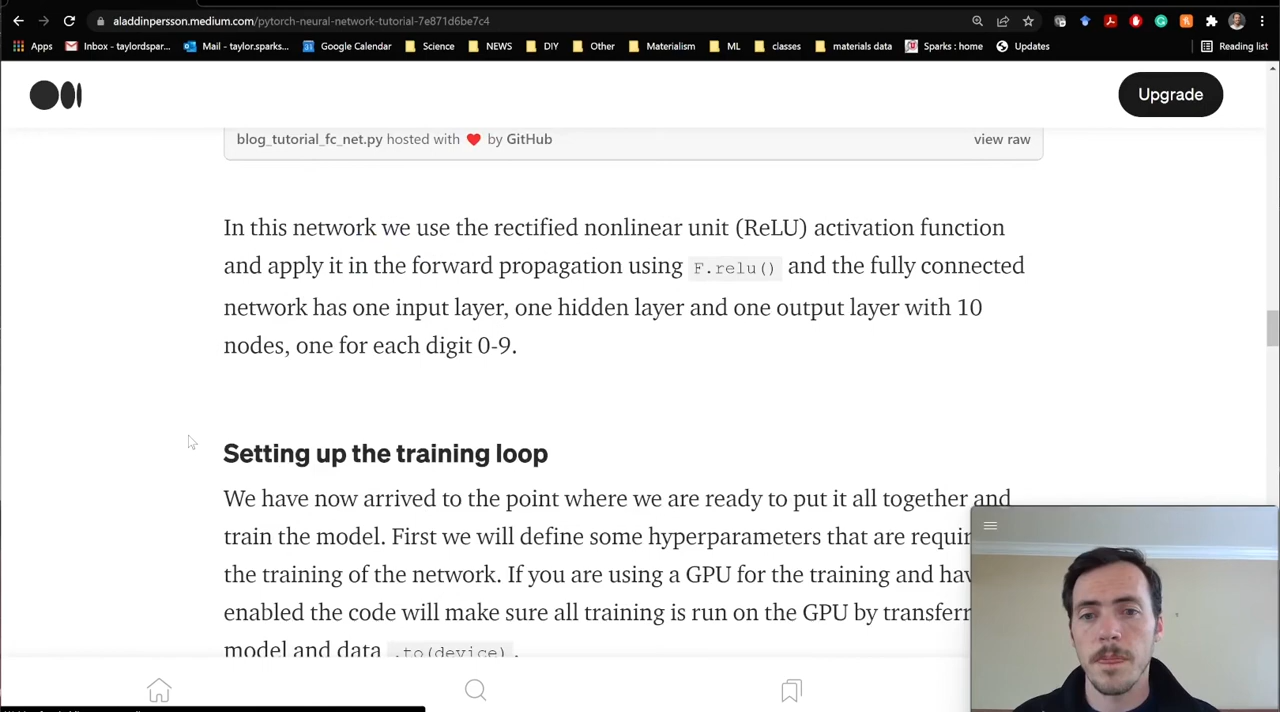 aladdinpersson.medium.com/pytorch-neural-network-tutorial-7e871d6be7c4
Apps Inbox - taylordspar... Mail - taylor.sparks... Google Calendar Science NEWS DIY Other Materialism ML classes materials data Sparks : home Updates Reading list
Upgrade
blog_tutorial_fc_net.py hosted with ❤ by GitHub view raw
In this network we use the rectified nonlinear unit (ReLU) activation function
and apply it in the forward propagation using F.relu() and the fully connected
network has one input layer, one hidden layer and one output layer with 10
nodes, one for each digit 0-9.
Setting up the training loop
We have now arrived to the point where we are ready to put it all together and
train the model. First we will define some hyperparameters that are requir
the training of the network. If you are using a GPU for the training and hav
enabled the code will make sure all training is run on the GPU by transferr
model and data .to(device) .